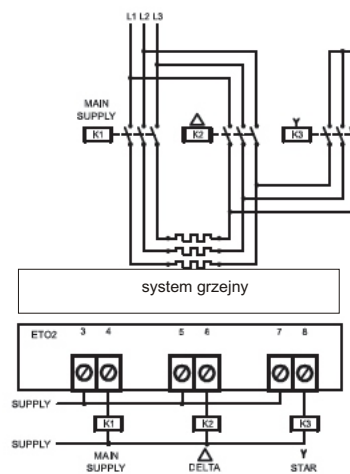 L1 L2 L3
MAIN
SUPPLY
K1
K2
Y
K3
system grzejny
ETO2
3 4 5 6 7 8
SUPPLY
K1 K2 K3
SUPPLY
MAIN
SUPPLY
DELTA
Y
STAR